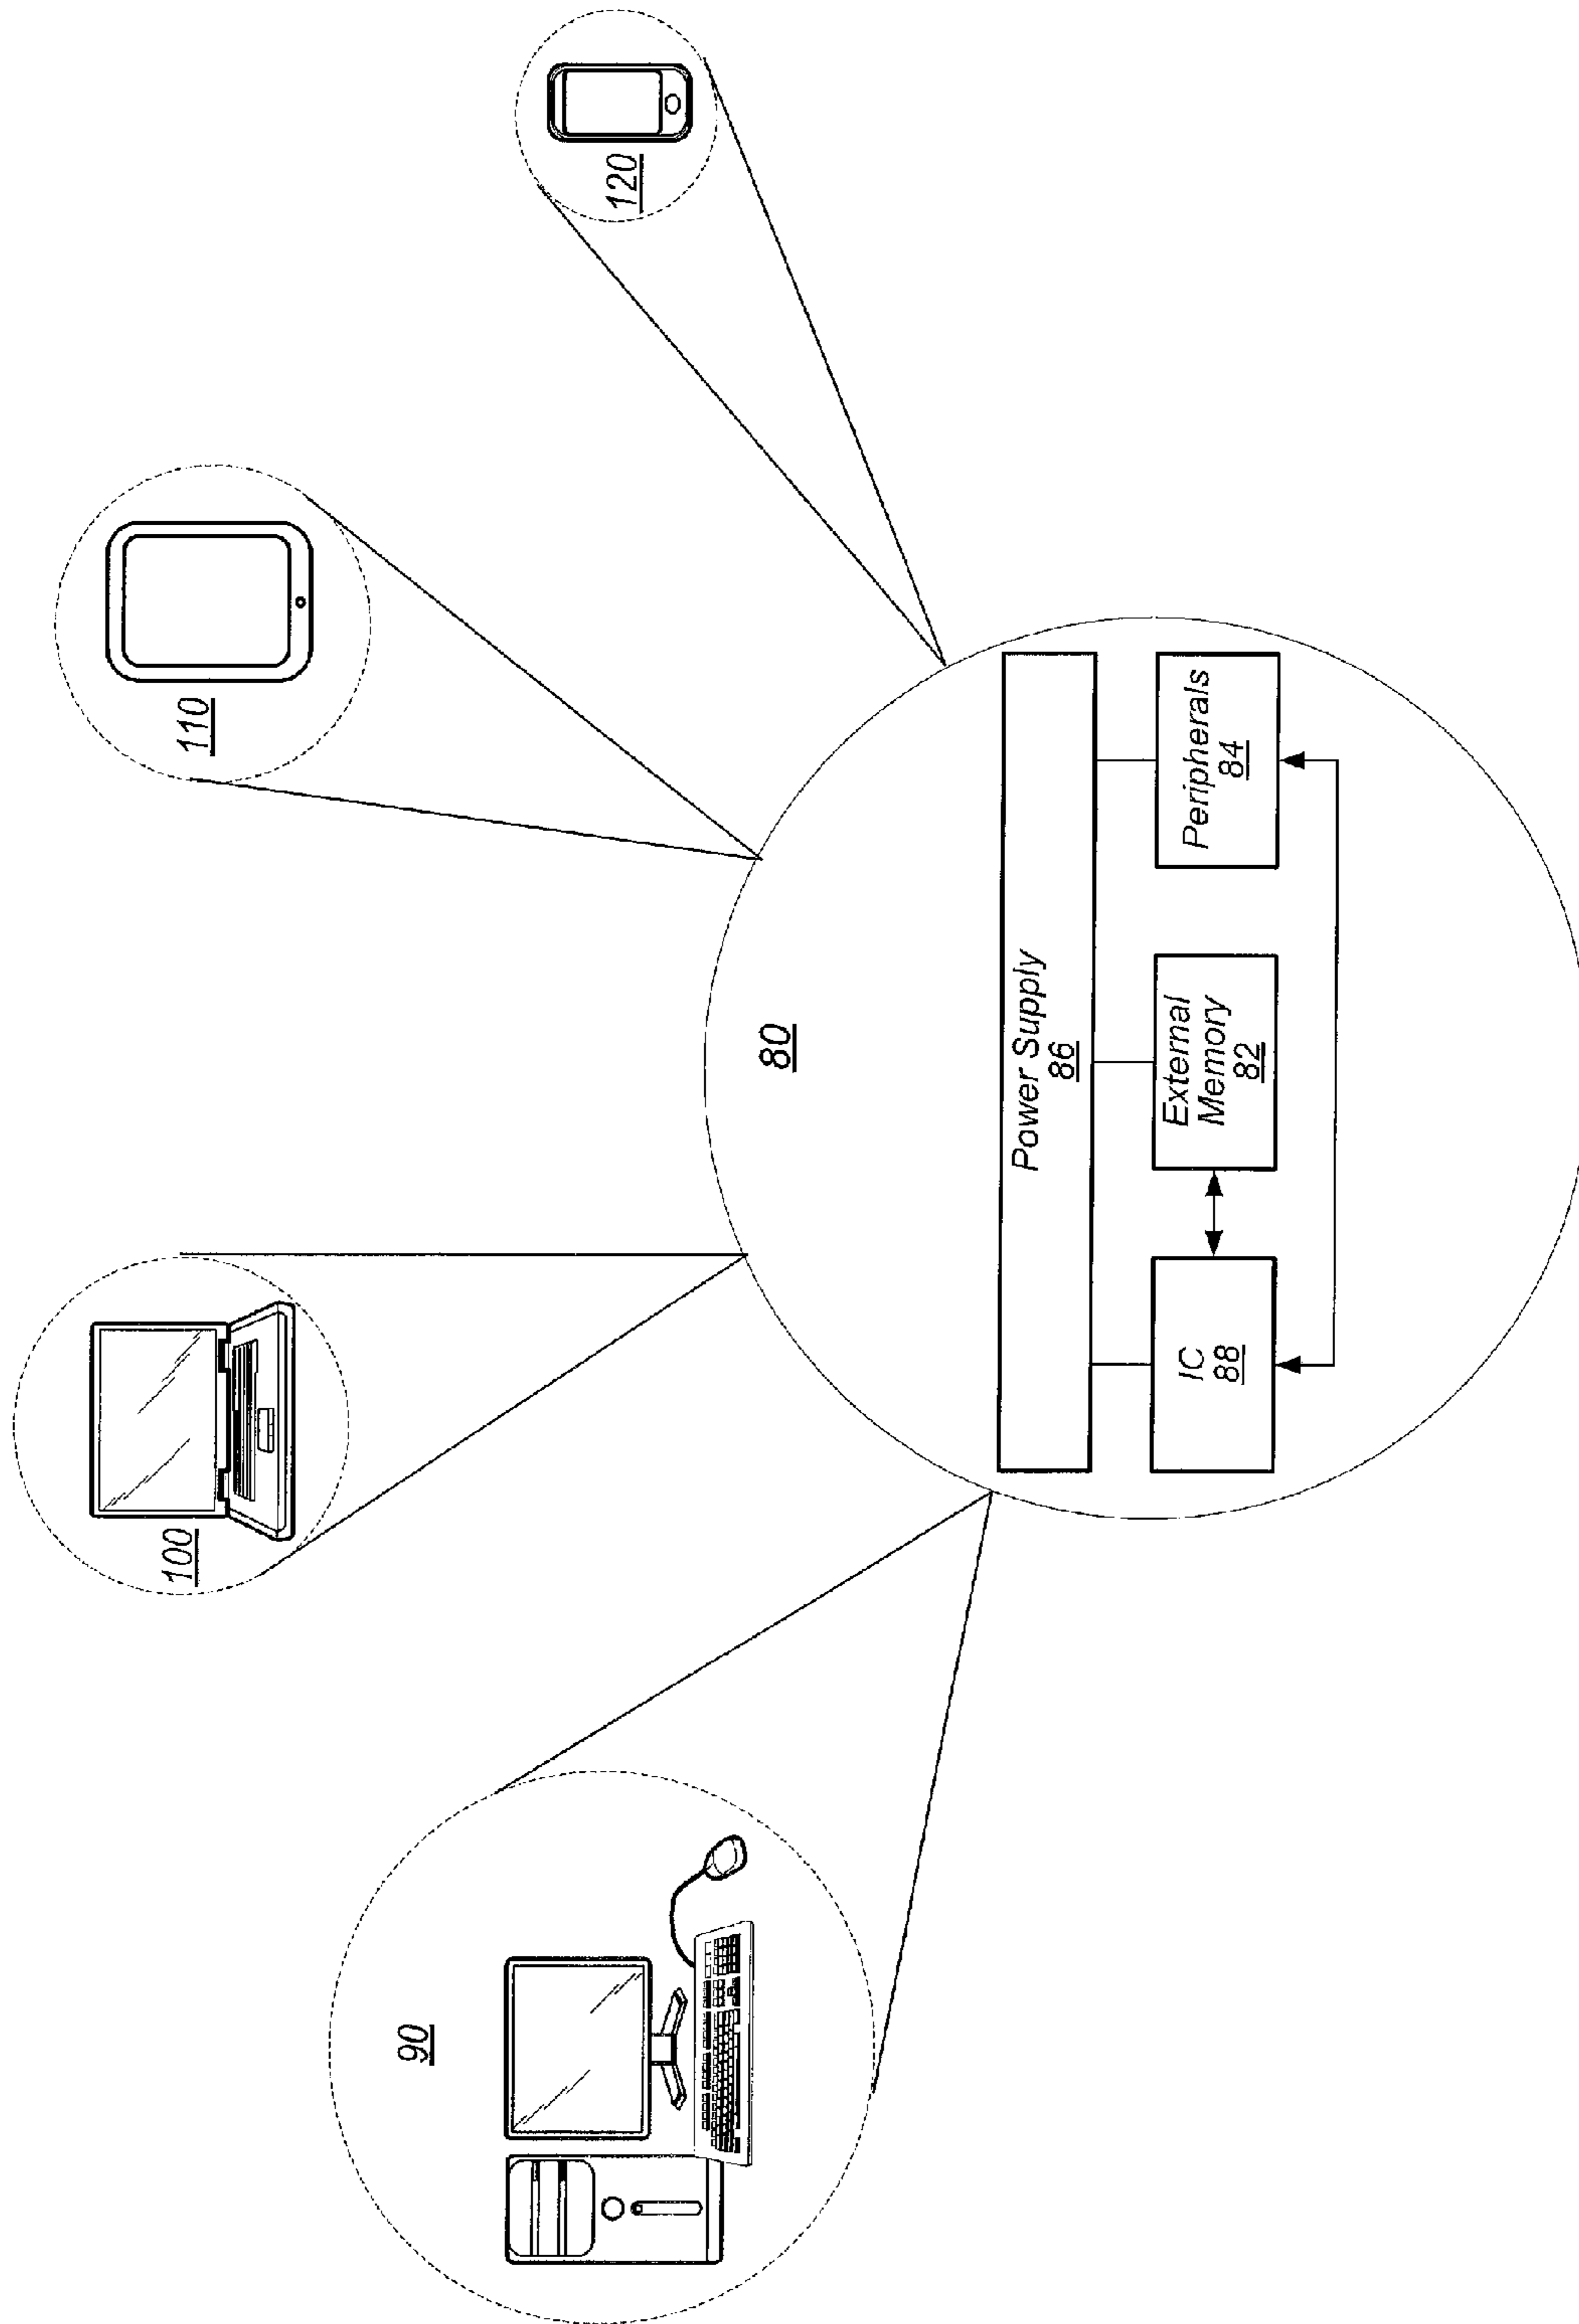 90
100
110
120
80
Power Supply
86
IC
88
External
Memory
82
Peripherals
84